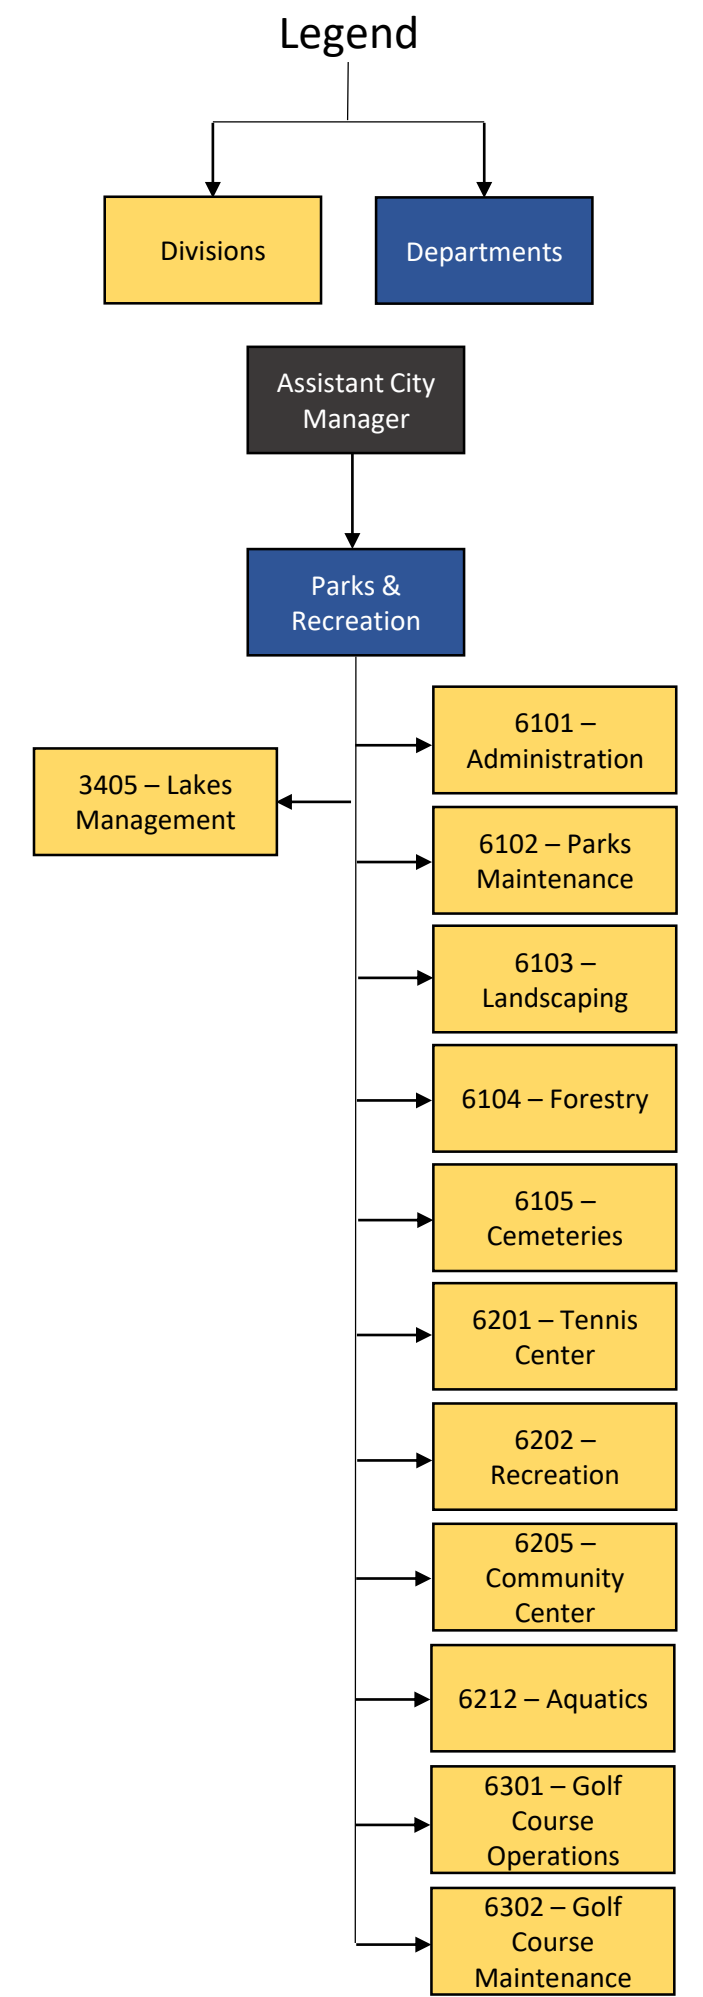 Legend
Divisions
Departments
Assistant City
Manager
Parks &
Recreation
6101 –
Administration
3405 – Lakes
Management
6102 – Parks
Maintenance
6103 –
Landscaping
6104 – Forestry
6105 –
Cemeteries
6201 – Tennis
Center
6202 –
Recreation
6205 –
Community
Center
6212 – Aquatics
6301 – Golf
Course
Operations
6302 – Golf
Course
Maintenance